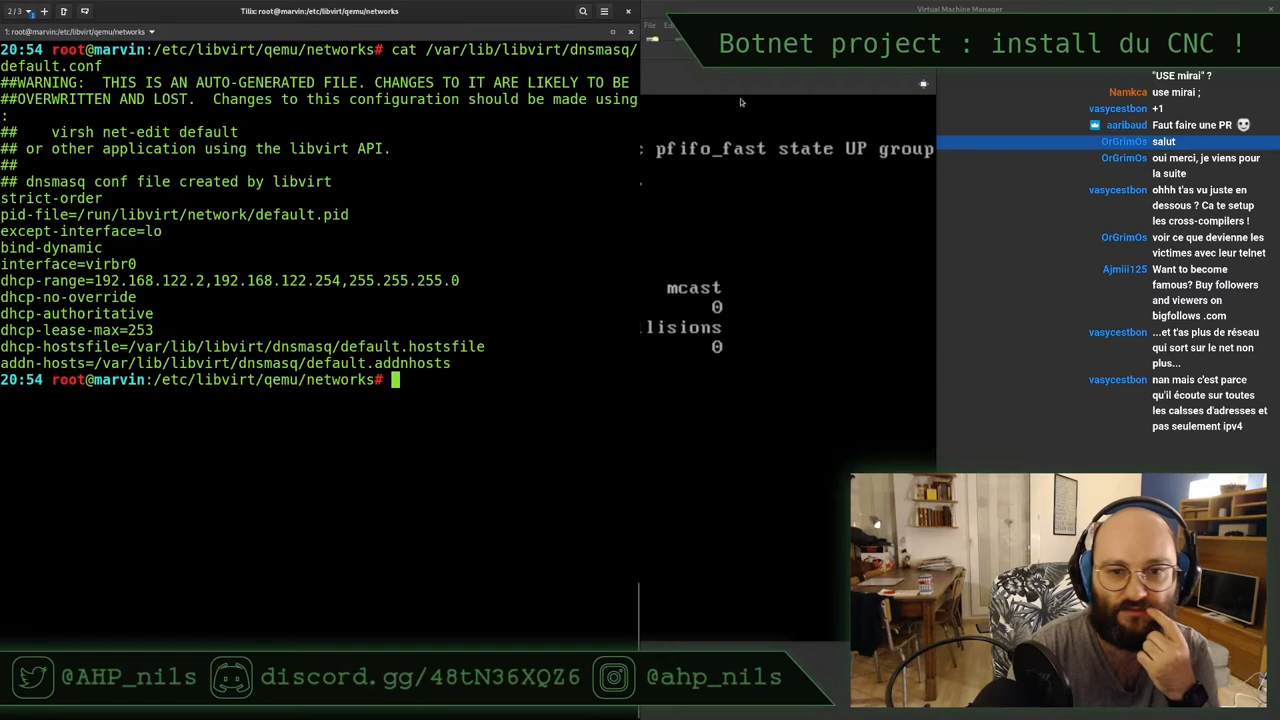 2/3
Tilix: root@marvin:/etc/libvirt/qemu/networks
Virtual Machine Manager
1: root@marvin:/etc/libvirt/qemu/networks
File
Botnet project : install du CNC !
20:54 root@marvin:/etc/libvirt/qemu/networks# cat /var/lib/libvirt/dnsmasq/
default.conf
##WARNING:  THIS IS AN AUTO-GENERATED FILE. CHANGES TO IT ARE LIKELY TO BE
##OVERWRITTEN AND LOST.  Changes to this configuration should be made using
:
##    virsh net-edit default
## or other application using the libvirt API.
##
## dnsmasq conf file created by libvirt
strict-order
pid-file=/run/libvirt/network/default.pid
except-interface=lo
bind-dynamic
interface=virbr0
dhcp-range=192.168.122.2,192.168.122.254,255.255.255.0
dhcp-no-override
dhcp-authoritative
dhcp-lease-max=253
dhcp-hostsfile=/var/lib/libvirt/dnsmasq/default.hostsfile
addn-hosts=/var/lib/libvirt/dnsmasq/default.addnhosts
20:54 root@marvin:/etc/libvirt/qemu/networks#
: pfifo_fast state UP group
mcast
0
llisions
0
"USE mirai" ?
Namkca use mirai ;
vasycestbon +1
aaribaud Faut faire une PR
OrGrimOs salut
OrGrimOs oui merci, je viens pour
la suite
vasycestbon ohhh t'as vu juste en
dessous ? Ca te setup
les cross-compilers !
OrGrimOs voir ce que devienne les
victimes avec leur telnet
Ajmiii125 Want to become
famous? Buy followers
and viewers on
bigfollows .com
vasycestbon ...et t'as plus de réseau
qui sort sur le net non
plus...
vasycestbon nan mais c'est parce
qu'il écoute sur toutes
les calsses d'adresses et
pas seulement ipv4
@AHP_nils
discord.gg/48tN36XQZ6
@ahp_nils